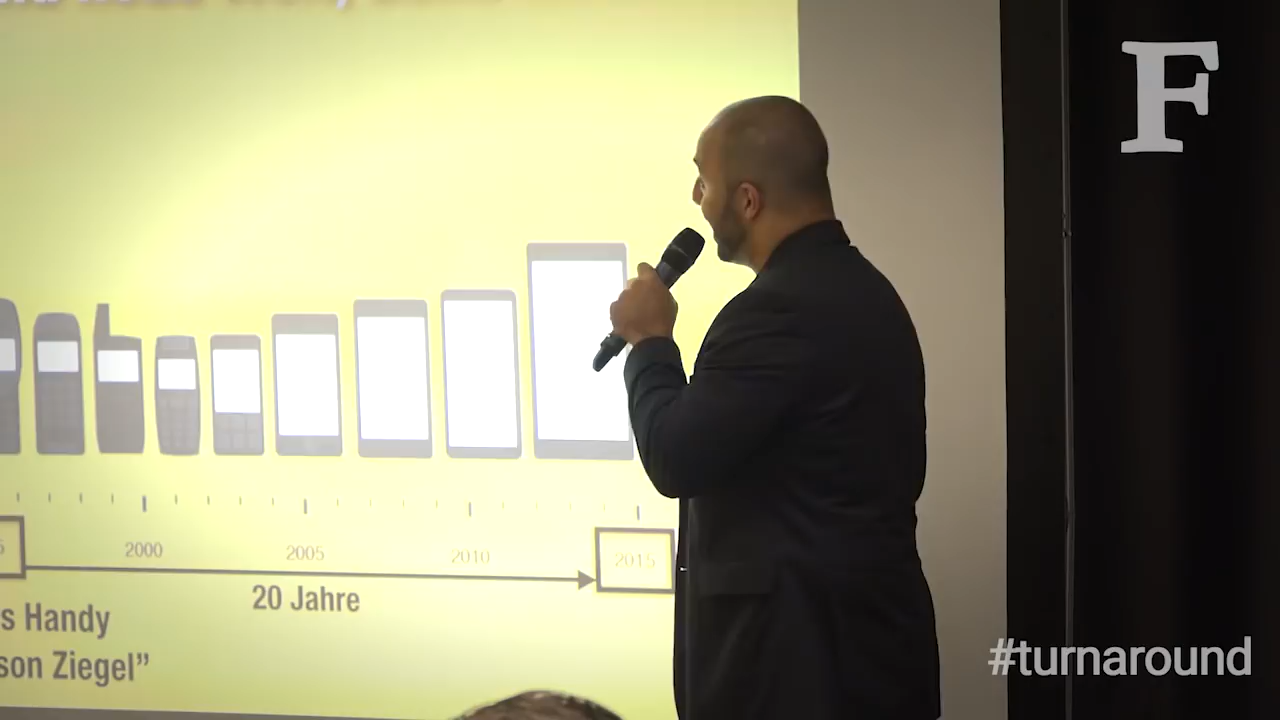 F
2000
2005
2010
2015
20 Jahre
s Handy
son Ziegel”
#turnaround